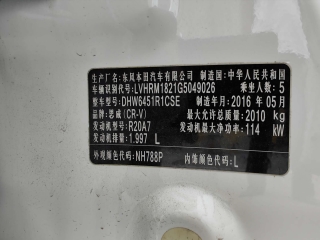 生产厂名:东风本田汽车有限公司 制造国:中华人民共和国
车辆识别代号:LVHRM1821G5049026 乘坐人数:5
整车型号:DHW6451R1CSE 制造年月:2016 年 05月
品牌名:思威(CR-V) 最大允许总质量:2010 kg
发动机型号:R20A7 发动机最大净功率:114 kW
发动机排量:1.997 L
外观颜色代码:NH788P 内饰颜色代码:L